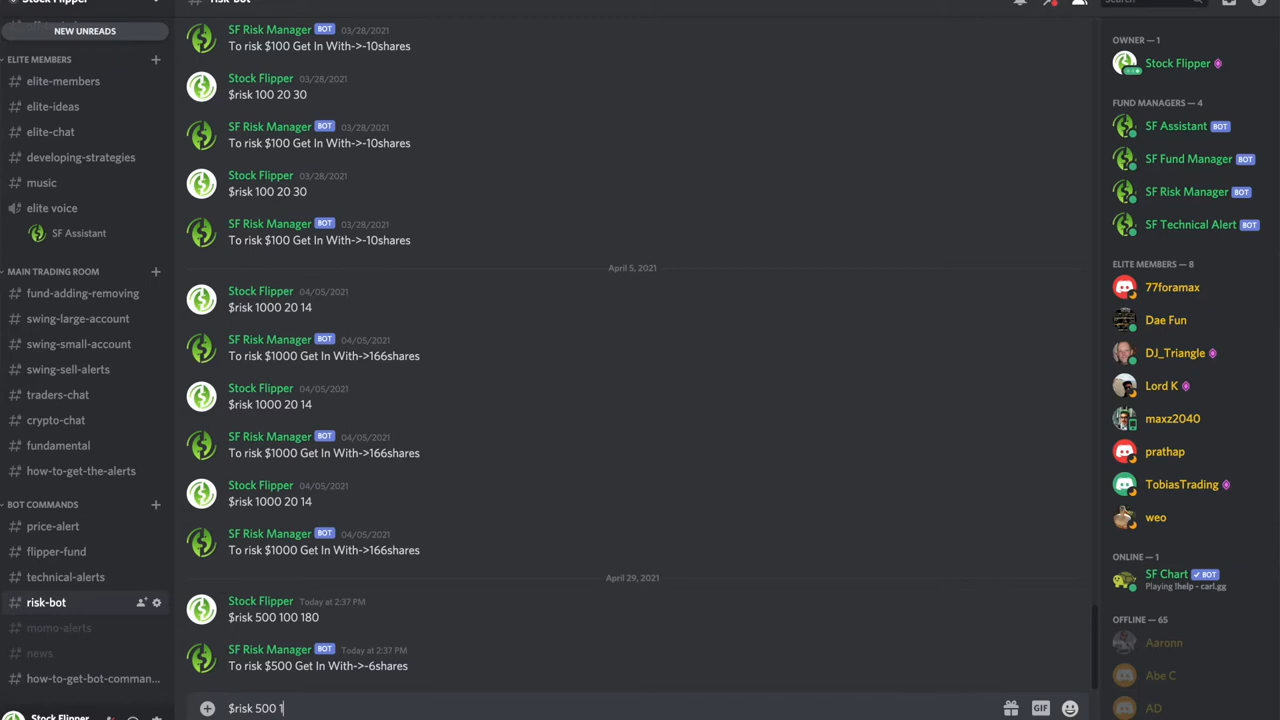 Stock Flipper
risk-bot
Search
NEW UNREADS
ELITE MEMBERS
elite-members
elite-ideas
elite-chat
developing-strategies
music
elite voice
SF Assistant
MAIN TRADING ROOM
fund-adding-removing
swing-large-account
swing-small-account
swing-sell-alerts
traders-chat
crypto-chat
fundamental
how-to-get-the-alerts
BOT COMMANDS
price-alert
flipper-fund
technical-alerts
risk-bot
momo-alerts
news
how-to-get-bot-comman...
Stock Flipper
SF Risk Manager BOT 03/28/2021
To risk $100 Get In With->-10shares
Stock Flipper 03/28/2021
$risk 100 20 30
SF Risk Manager BOT 03/28/2021
To risk $100 Get In With->-10shares
Stock Flipper 03/28/2021
$risk 100 20 30
SF Risk Manager BOT 03/28/2021
To risk $100 Get In With->-10shares
April 5, 2021
Stock Flipper 04/05/2021
$risk 1000 20 14
SF Risk Manager BOT 04/05/2021
To risk $1000 Get In With->166shares
Stock Flipper 04/05/2021
$risk 1000 20 14
SF Risk Manager BOT 04/05/2021
To risk $1000 Get In With->166shares
Stock Flipper 04/05/2021
$risk 1000 20 14
SF Risk Manager BOT 04/05/2021
To risk $1000 Get In With->166shares
April 29, 2021
Stock Flipper Today at 2:37 PM
$risk 500 100 180
SF Risk Manager BOT Today at 2:37 PM
To risk $500 Get In With->-6shares
$risk 500 1
GIF
OWNER — 1
Stock Flipper
FUND MANAGERS — 4
SF Assistant BOT
SF Fund Manager BOT
SF Risk Manager BOT
SF Technical Alert BOT
ELITE MEMBERS — 8
77foramax
Dae Fun
DJ_Triangle
Lord K
maxz2040
prathap
TobiasTrading
weo
ONLINE — 1
SF Chart BOT
Playing !help - carl.gg
OFFLINE — 65
Aaronn
Abe C
AD